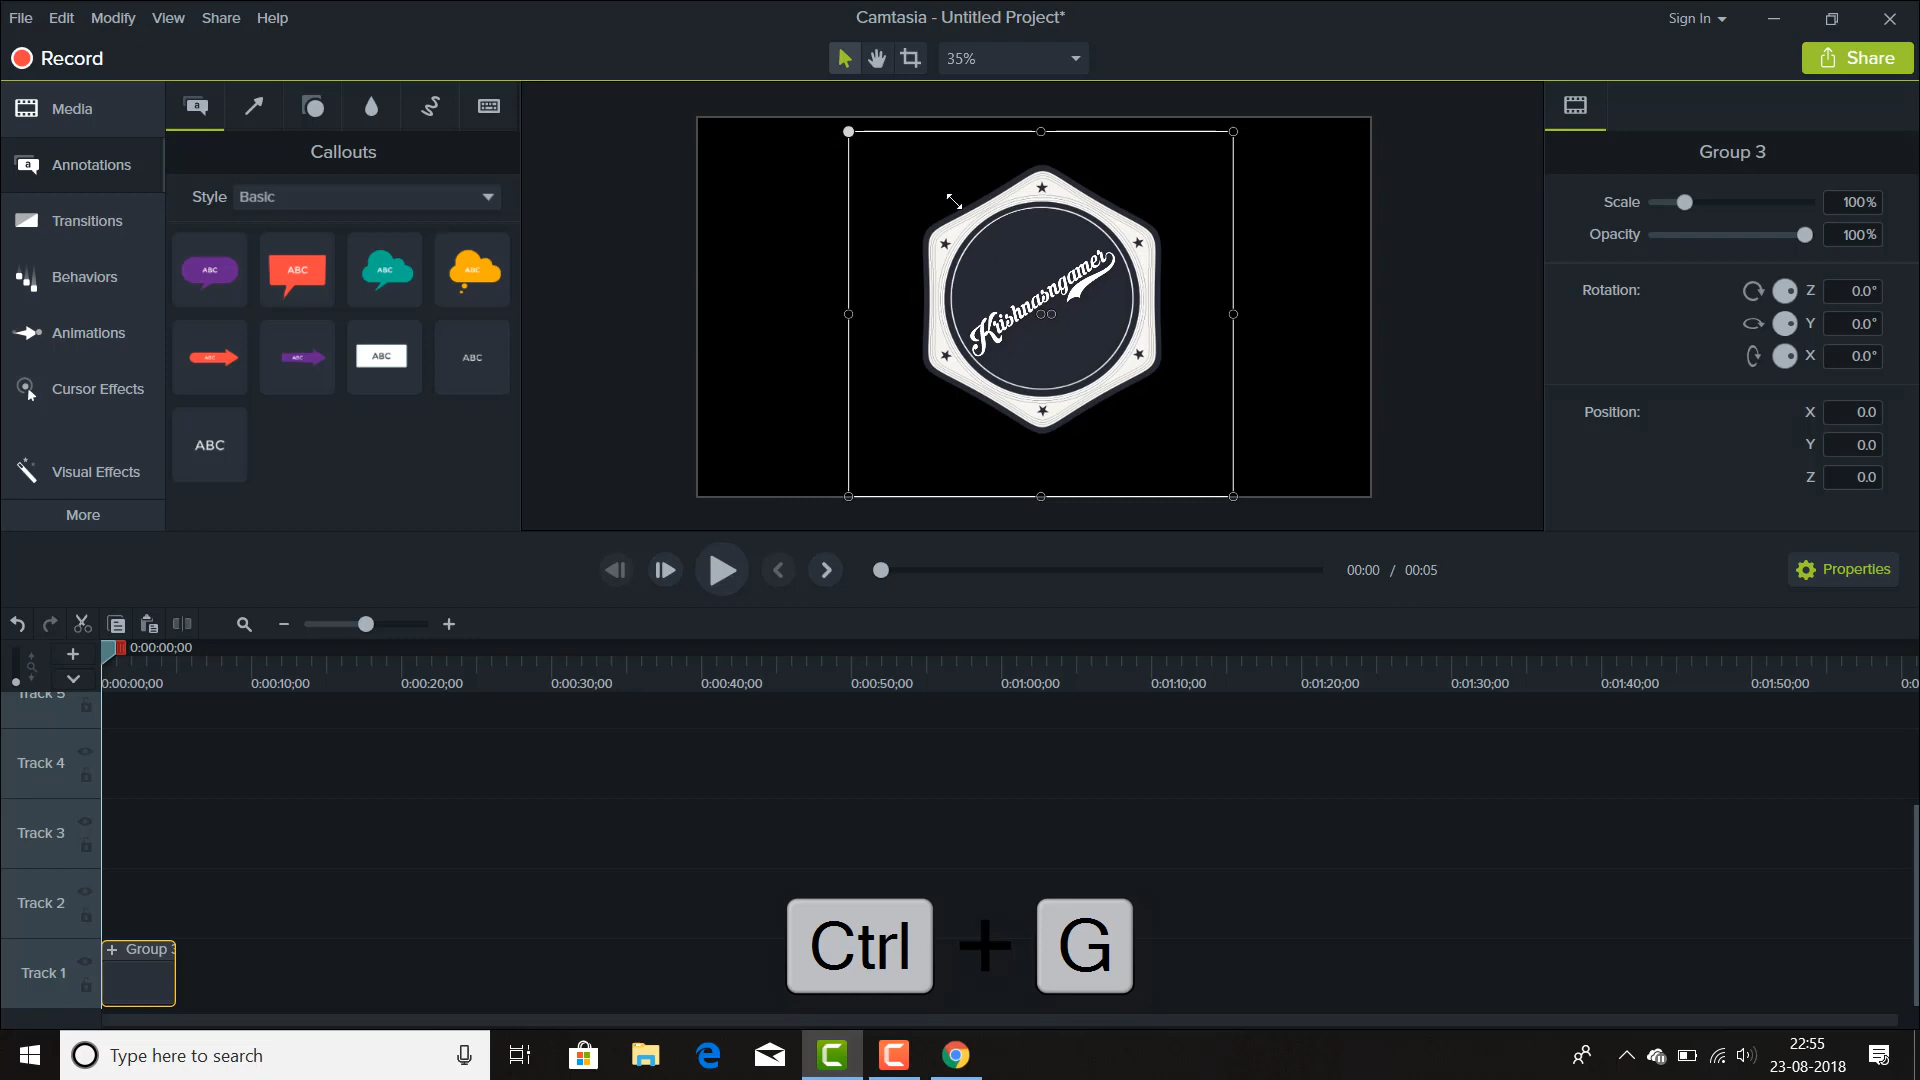 File Edit Modify View Share Help
Camtasia - Untitled Project*
Sign In
Record
35%
Share
Media
Annotations
Transitions
Behaviors
Animations
Cursor Effects
Visual Effects
More
Callouts
Style Basic
ABC ABC ABC ABC
ABC ABC ABC ABC
ABC
Krishnasngamer
Group 3
Scale 100%
Opacity 100%
Rotation: Z 0.0°
Y 0.0°
X 0.0°
Position: X 0.0
Y 0.0
Z 0.0
00:00 / 00:05
Properties
0:00:00;00
0:00:00;00 0:00:10;00 0:00:20;00 0:00:30;00 0:00:40;00 0:00:50;00 0:01:00;00 0:01:10;00 0:01:20;00 0:01:30;00 0:01:40;00 0:01:50;00
Track 5
Track 4
Track 3
Track 2
Track 1
+ Group 3
Ctrl + G
Type here to search
22:55
23-08-2018